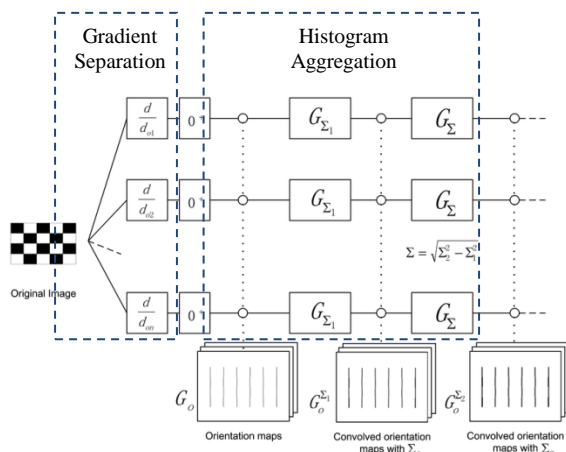 Gradient
Separation
Histogram
Aggregation
d
d_{o1}
0⁺
G_{Σ_1}
G_Σ
d
d_{o2}
0⁺
G_{Σ_1}
G_Σ
Σ = √(Σ_2^2 − Σ_1^2)
Original Image
d
d_{on}
0⁺
G_{Σ_1}
G_Σ
G_o
G_o^{Σ_1}
G_o^{Σ_2}
Orientation maps
Convolved orientation
maps with
Convolved orientation
maps with